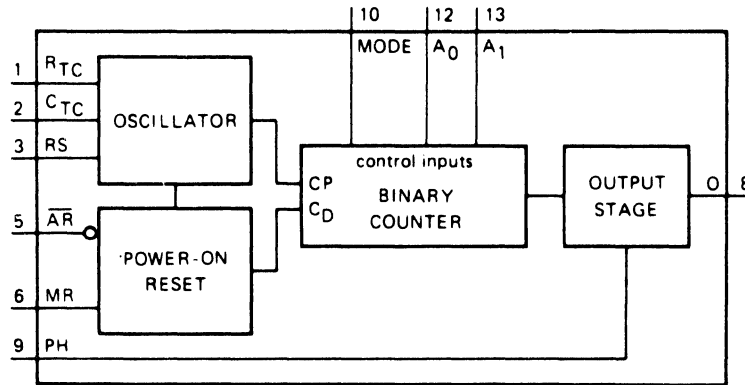 10 12 13
MODE A0 A1
1 RTC
2 CTC
3 RS
OSCILLATOR
5 AR
POWER-ON
RESET
6 MR
9 PH
control inputs
CP
CD
BINARY
COUNTER
OUTPUT
STAGE
O 8